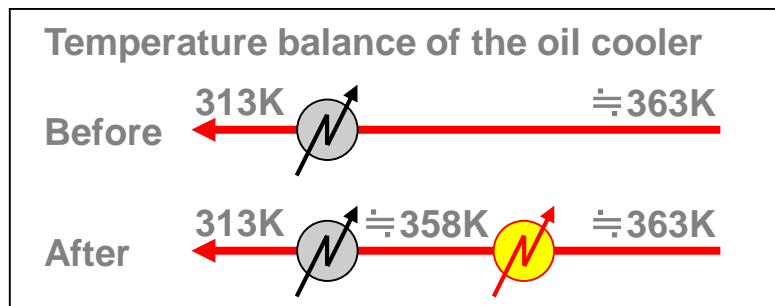 Temperature balance of the oil cooler
313K ≒363K
Before
313K ≒358K ≒363K
After